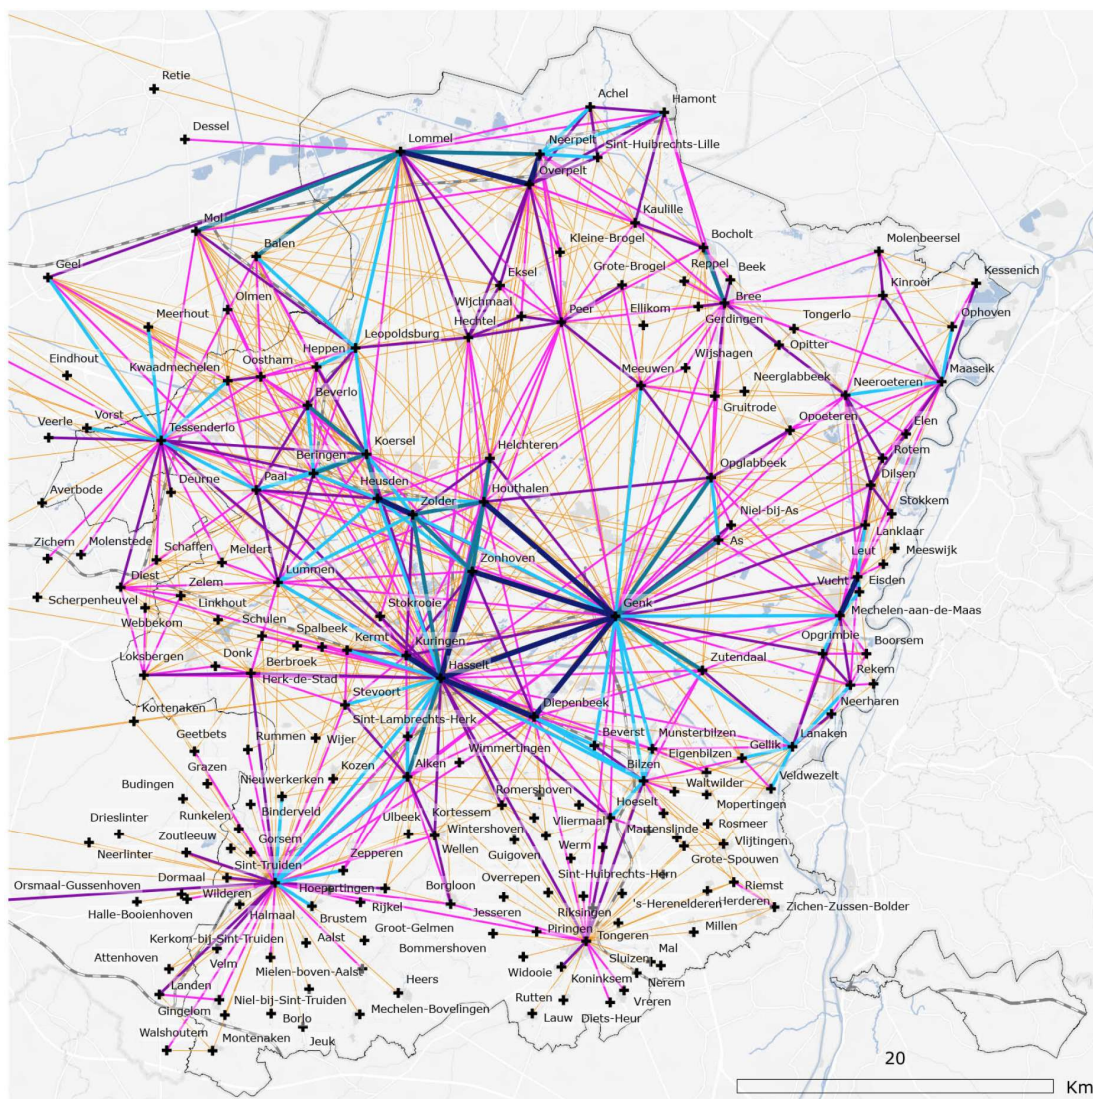 Retie
Achel
Hamont
Dessel
Lommel
Neerpelt
Sint-Huibrechts-Lille
Overpelt
Mol
Kaulille
Balen
Bocholt
Kleine-Brogel
Molenbeersel
Geel
Grote-Brogel
Reppel
Beek
Kessenich
Eksel
Kinrooi
Olmen
Wijchmaal
Peer
Bree
Ophoven
Meerhout
Ellikom
Gerdingen
Tongerlo
Leopoldsburg
Hechtel
Opitter
Eindhout
Heppen
Oostham
Wijshagen
Kwaadmechelen
Meeuwen
Neerglabbeek
Neeroeteren
Maaselk
Beverlo
Gruitrode
Veerle
Vorst
Opoeteren
Elen
Tessenderlo
Koersel
Helchteren
Rotem
Beringen
Opglabbeek
Dilsen
Deurne
Paal
Heusden
Averbode
Houthalen
Stokkem
Zolder
Niel-bij-As
Lanklaar
As
Zichem
Molenstede
Schaffen
Meldert
Leut
Meeswijk
Zonhoven
Diest
Zelem
Lummen
Vucht
Eisden
Scherpenheuvel
Linkhout
Stokrooie
Genk
Mechelen-aan-de-Maas
Webbekom
Schulen
Spalbeek
Kermt
Kuringen
Opgrimbie
Boorsem
Loksbergen
Donk
Berbroek
Hasselt
Zutendaal
Rekem
Herk-de-Stad
Stevoort
Neerharen
Kortenaken
Diepenbeek
Sint-Lambrechts-Herk
Geetbets
Rummen
Wijer
Beverst
Munsterbilzen
Lanaken
Wimmertingen
Eigenbilzen
Gellik
Grazen
Kozen
Alken
Bilzen
Nieuwerkerken
Veldwezelt
Budingen
Romershoven
Waltwilder
Binderveld
Kortessem
Hoeselt
Mopertingen
Runkelen
Ulbeek
Vliermaal
Drieslinter
Wintershoven
Martenslinde
Rosmeer
Zoutleeuw
Gorsem
Wellen
Werm
Vlijtingen
Neerlinter
Zepperen
Guigoven
Grote-Spouwen
Sint-Truiden
Dormaal
Overrepen
Sint-Huibrechts-Hern
Orsmaal-Gussenhoven
Borgloon
Riemst
Wilderen
Rijkel
Jesseren
Riksingen
's-Herenelderen
Herderen
Halle-Booienhoven
Halmaal
Brustem
Zichen-Zussen-Bolder
Groot-Gelmen
Piringen
Tongeren
Millen
Kerkom-bij-Sint-Truiden
Aalst
Bommershoven
Attenhoven
Velm
Sluizen
Mal
Mielen-boven-Aalst
Widooie
Landen
Heers
Koninksem
Nerem
Gingelom
Niel-bij-Sint-Truiden
Rutten
Vreren
Borlo
Mechelen-Bovelingen
Lauw
Diets-Heur
Walshoutem
Montenaken
Jeuk
20
Km